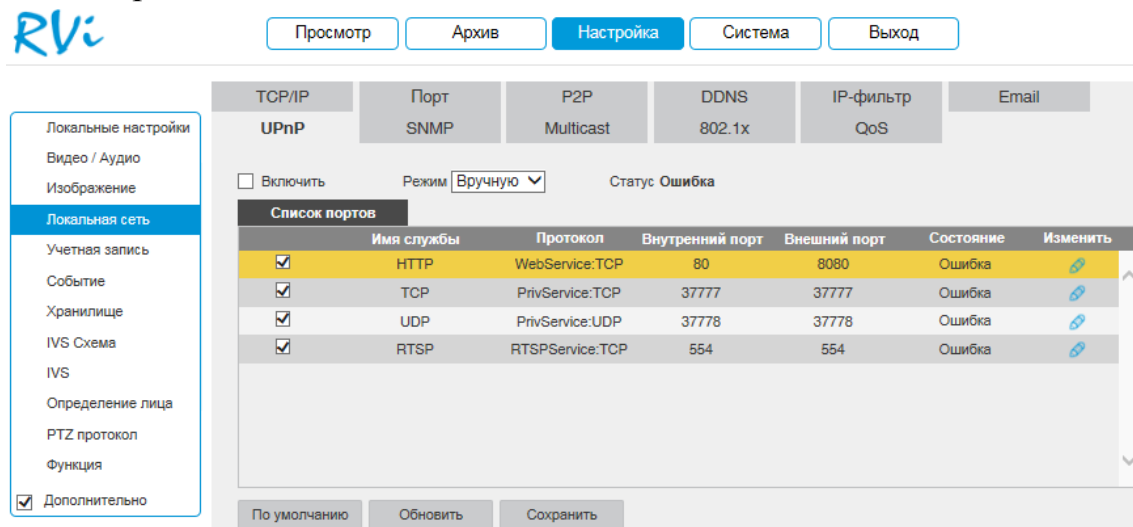 RVi
Просмотр Архив Настройка Система Выход
TCP/IP Порт P2P DDNS IP-фильтр Email
UPnP SNMP Multicast 802.1x QoS
Локальные настройки
Видео / Аудио
Изображение
Локальная сеть
Учетная запись
Событие
Хранилище
IVS Схема
IVS
Определение лица
PTZ протокол
Функция
Дополнительно
Включить Режим Вручную Статус Ошибка
Список портов
Имя службы Протокол Внутренний порт Внешний порт Состояние Изменить
HTTP WebService:TCP 80 8080 Ошибка
TCP PrivService:TCP 37777 37777 Ошибка
UDP PrivService:UDP 37778 37778 Ошибка
RTSP RTSPService:TCP 554 554 Ошибка
По умолчанию Обновить Сохранить